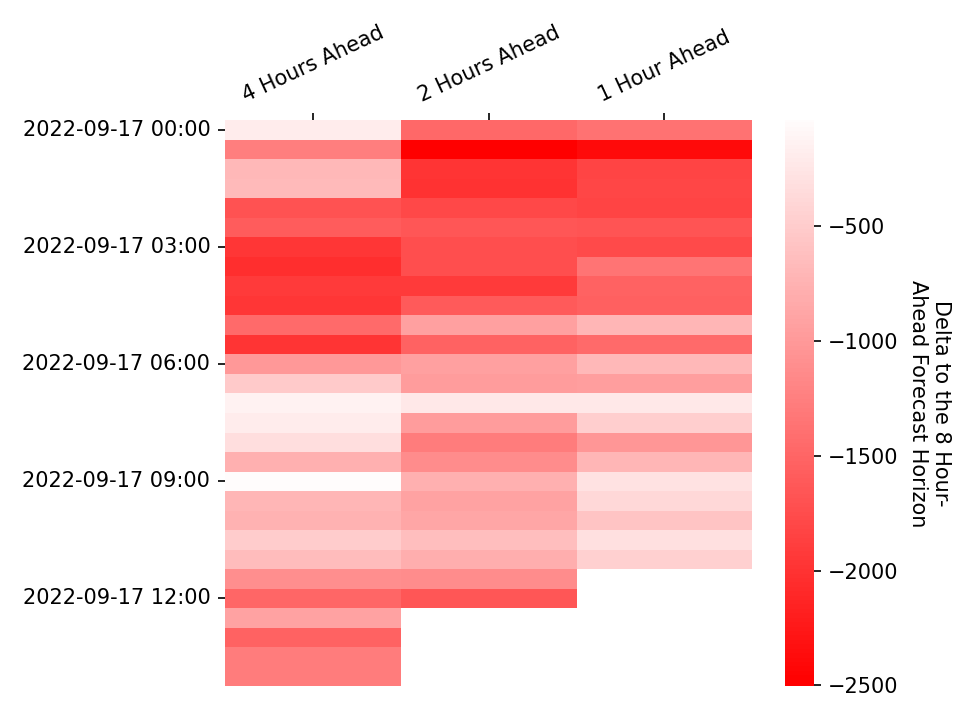 4 Hours Ahead
2 Hours Ahead
1 Hour Ahead
2022-09-17 00:00
2022-09-17 03:00
2022-09-17 06:00
2022-09-17 09:00
2022-09-17 12:00
−500
−1000
−1500
−2000
−2500
Delta to the 8 Hour-
Ahead Forecast Horizon